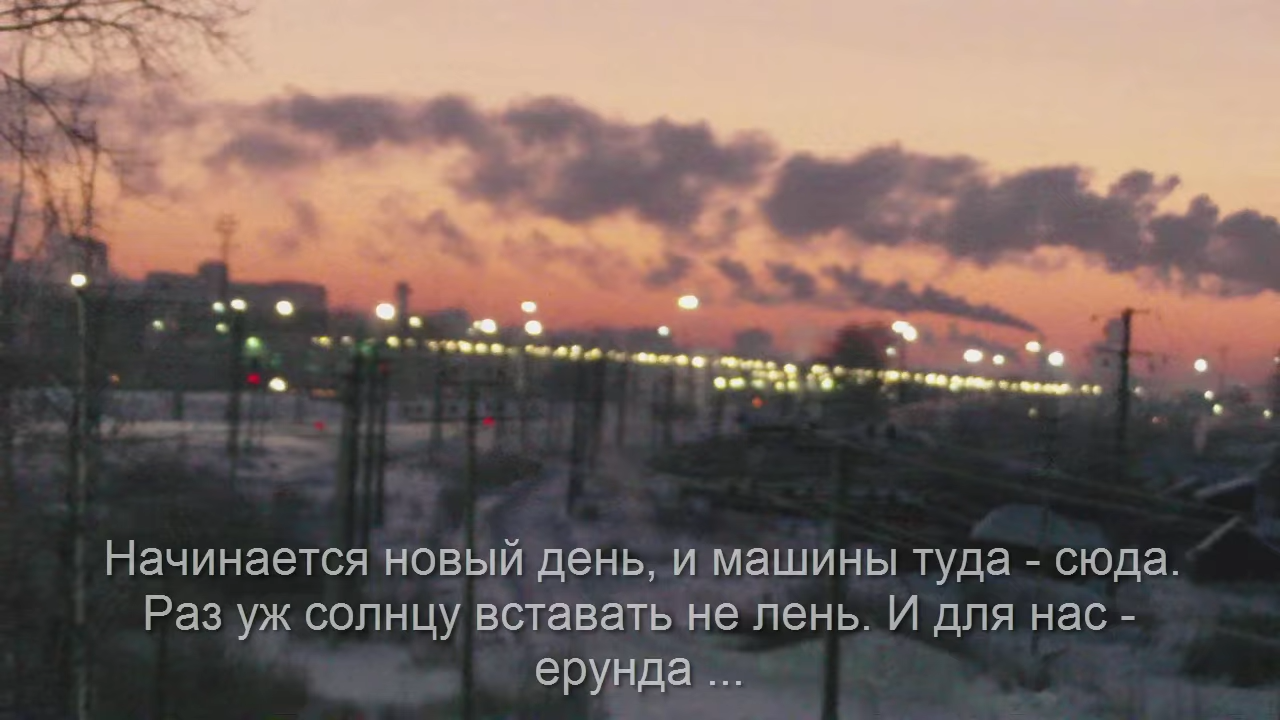 Начинается новый день, и машины туда - сюда.
Раз уж солнцу вставать не лень. И для нас -
ерунда ...